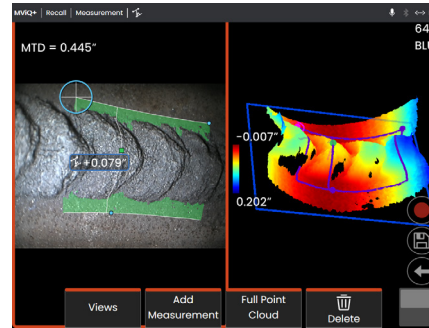 MViQ+ | Recall | Measurement |
64
BLU
MTD = 0.445"
-0.007"
+0.079"
0.202"
Views
Add
Measurement
Full Point
Cloud
Delete